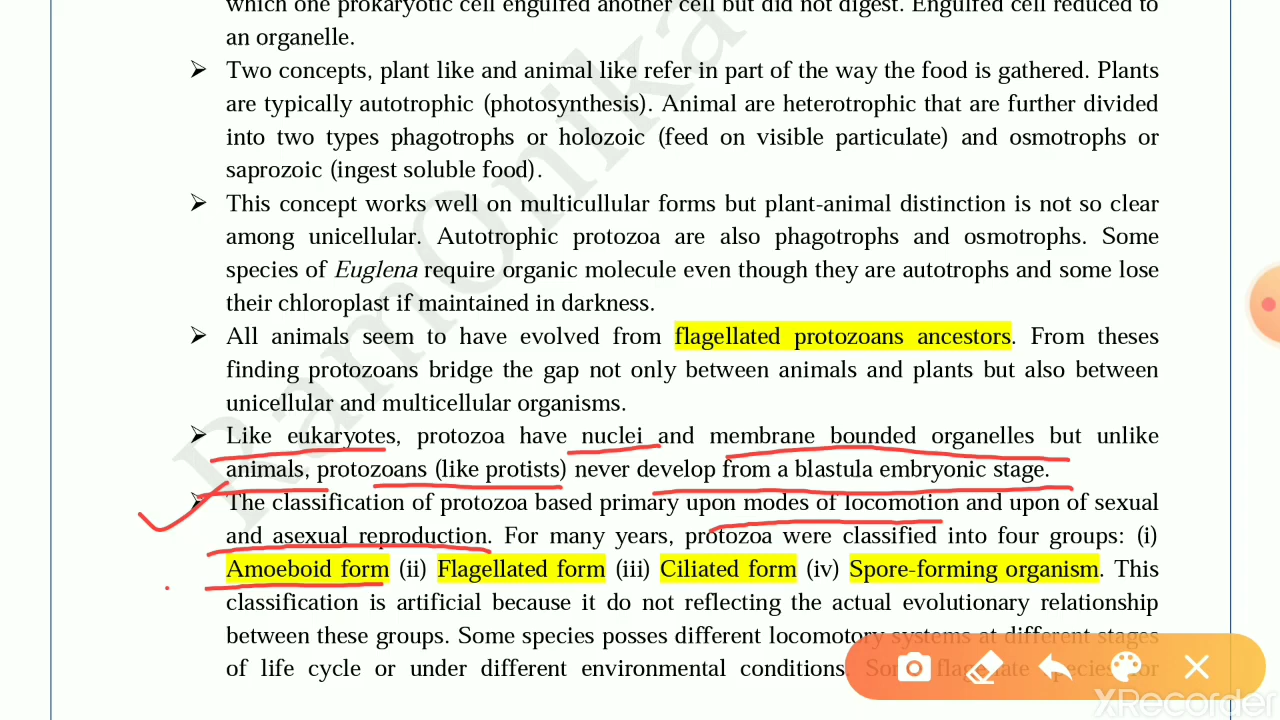 which one prokaryotic cell engulfed another cell but did not digest. Engulfed cell reduced to
an organelle.
➢ Two concepts, plant like and animal like refer in part of the way the food is gathered. Plants
are typically autotrophic (photosynthesis). Animal are heterotrophic that are further divided
into two types phagotrophs or holozoic (feed on visible particulate) and osmotrophs or
saprozoic (ingest soluble food).
➢ This concept works well on multicullular forms but plant-animal distinction is not so clear
among unicellular. Autotrophic protozoa are also phagotrophs and osmotrophs. Some
species of Euglena require organic molecule even though they are autotrophs and some lose
their chloroplast if maintained in darkness.
➢ All animals seem to have evolved from flagellated protozoans ancestors. From theses
finding protozoans bridge the gap not only between animals and plants but also between
unicellular and multicellular organisms.
➢ Like eukaryotes, protozoa have nuclei and membrane bounded organelles but unlike
animals, protozoans (like protists) never develop from a blastula embryonic stage.
➢ The classification of protozoa based primary upon modes of locomotion and upon of sexual
and asexual reproduction. For many years, protozoa were classified into four groups: (i)
Amoeboid form (ii) Flagellated form (iii) Ciliated form (iv) Spore-forming organism. This
classification is artificial because it do not reflecting the actual evolutionary relationship
between these groups. Some species posses different locomotory systems at different stages
of life cycle or under different environmental conditions. Some flagellate species for
RamOnika
XRecorder